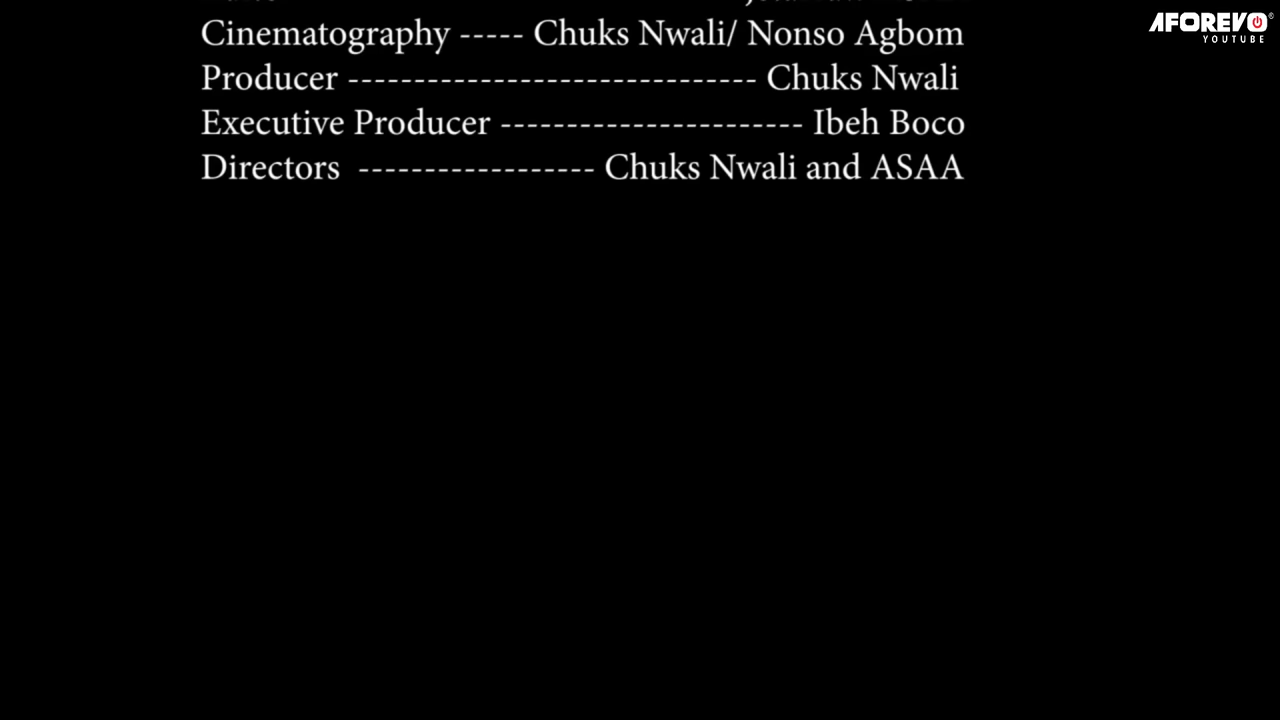 AFOREVO
YOUTUBE
Cinematography ----- Chuks Nwali/ Nonso Agbom
Producer ------------------------------- Chuks Nwali
Executive Producer ----------------------- Ibeh Boco
Directors ------------------ Chuks Nwali and ASAA